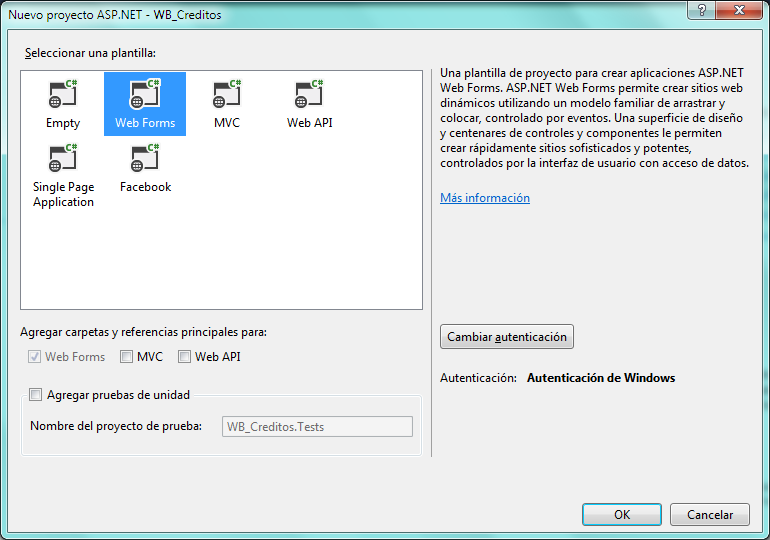 Nuevo proyecto ASP.NET - WB_Creditos
?
Seleccionar una plantilla:
C# C# C# C#
Empty Web Forms MVC Web API
C# C#
Single Page Facebook
Application
Una plantilla de proyecto para crear aplicaciones ASP.NET
Web Forms. ASP.NET Web Forms permite crear sitios web
dinámicos utilizando un modelo familiar de arrastrar y
colocar, controlado por eventos. Una superficie de diseño
y centenares de controles y componentes le permiten
crear rápidamente sitios sofisticados y potentes,
controlados por la interfaz de usuario con acceso de datos.
Más información
Agregar carpetas y referencias principales para:
Web Forms MVC Web API
Agregar pruebas de unidad
Nombre del proyecto de prueba: WB_Creditos.Tests
Cambiar autenticación
Autenticación: Autenticación de Windows
OK Cancelar